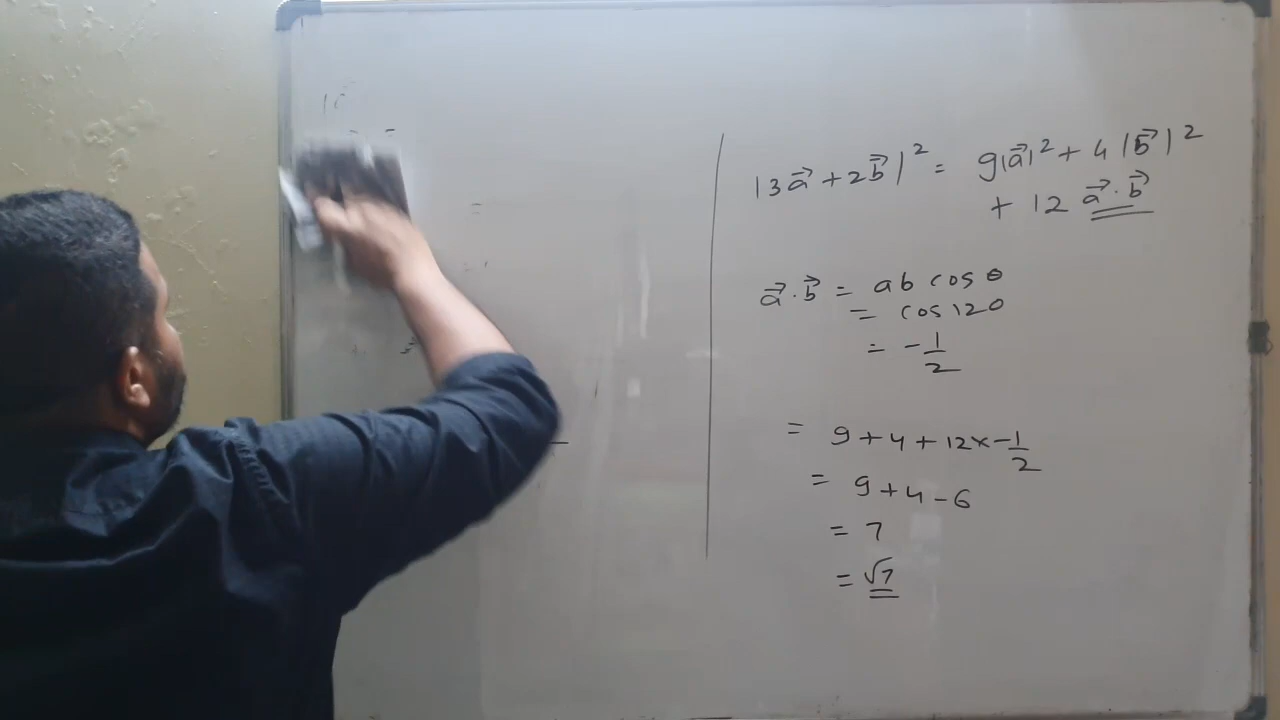 |3a⃗ + 2b⃗|² = 9|a⃗|² + 4|b⃗|²
+ 12 a⃗·b⃗
a⃗·b⃗ = ab cos θ
= cos 120
= -1/2
= 9 + 4 + 12 x -1/2
= 9 + 4 - 6
= 7
= √7